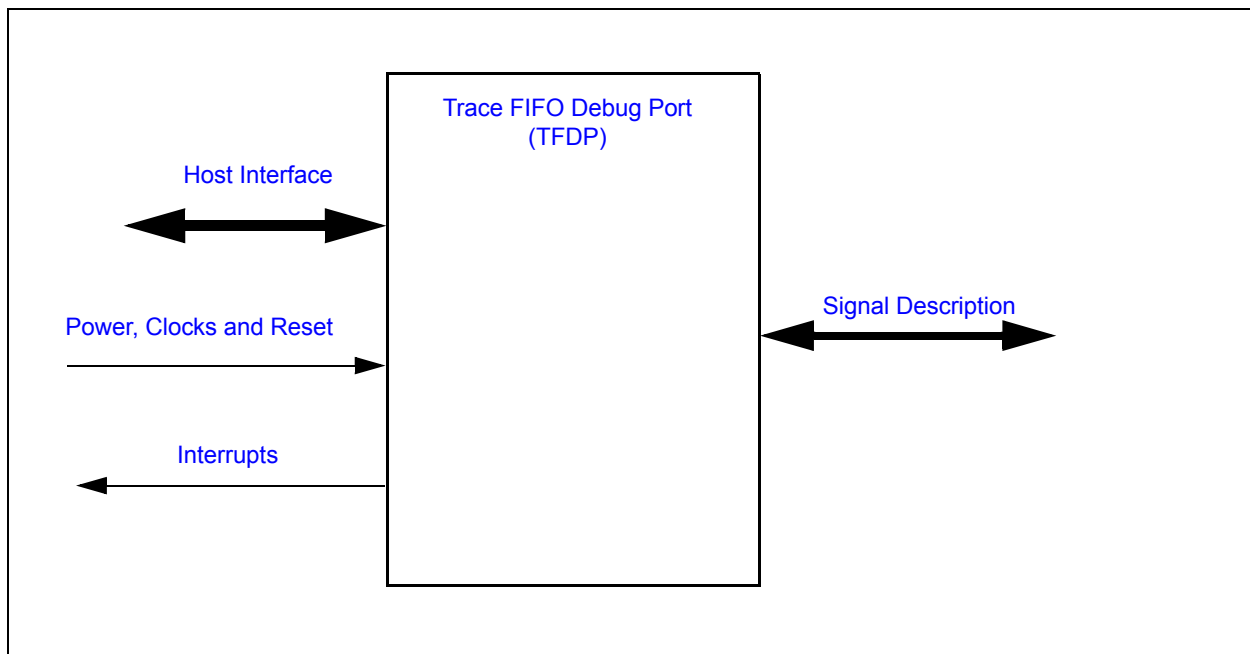 Trace FIFO Debug Port
(TFDP)
Host Interface
Power, Clocks and Reset
Interrupts
Signal Description